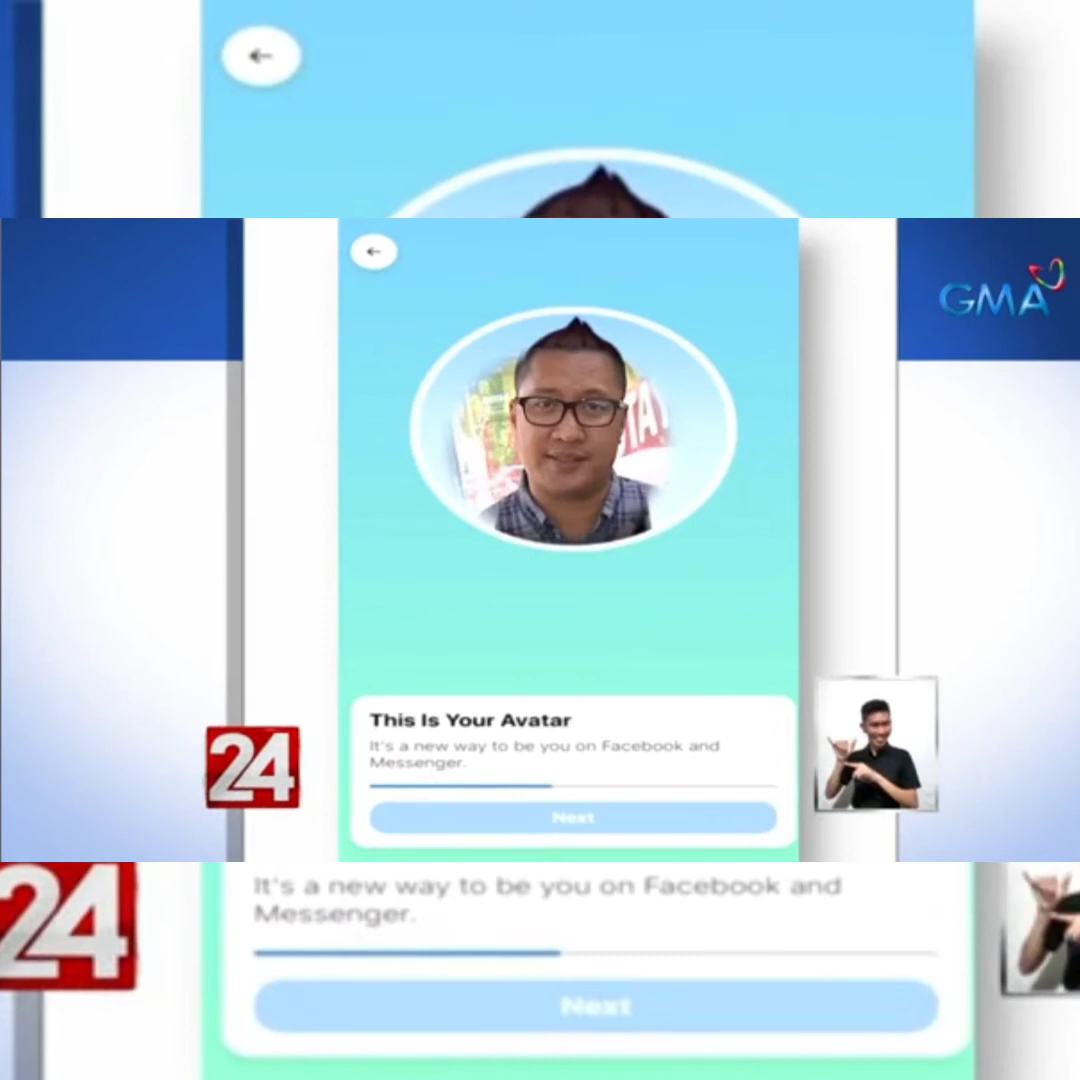 GMA
TAY
This Is Your Avatar
It's a new way to be you on Facebook and
Messenger.
24
Next
24
It's a new way to be you on Facebook and
Messenger.
Next